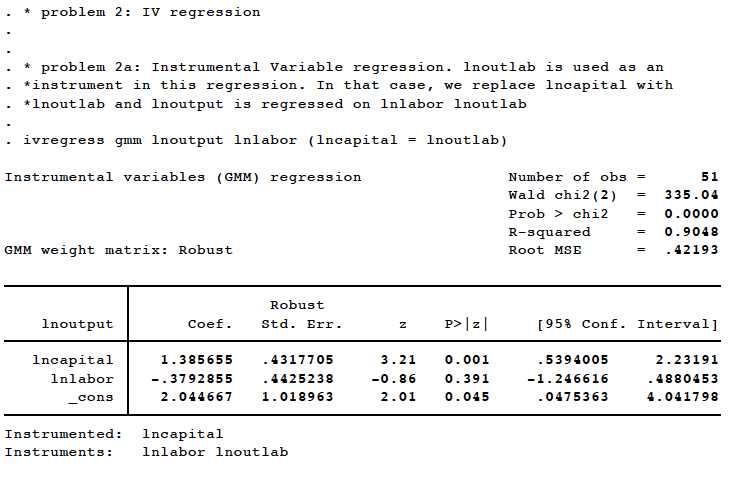 . * problem 2: IV regression
.
.
. * problem 2a: Instrumental Variable regression. lnoutlab is used as an
. *instrument in this regression. In that case, we replace lncapital with
. *lnoutlab and lnoutput is regressed on lnlabor lnoutlab
.
. ivregress gmm lnoutput lnlabor (lncapital = lnoutlab)
Instrumental variables (GMM) regression Number of obs = 51
Wald chi2(2) = 335.04
Prob > chi2 = 0.0000
R-squared = 0.9048
GMM weight matrix: Robust Root MSE = .42193
Robust
lnoutput Coef. Std. Err. z P>|z| [95% Conf. Interval]
lncapital 1.385655 .4317705 3.21 0.001 .5394005 2.23191
lnlabor -.3792855 .4425238 -0.86 0.391 -1.246616 .4880453
_cons 2.044667 1.018963 2.01 0.045 .0475363 4.041798
Instrumented: lncapital
Instruments: lnlabor lnoutlab